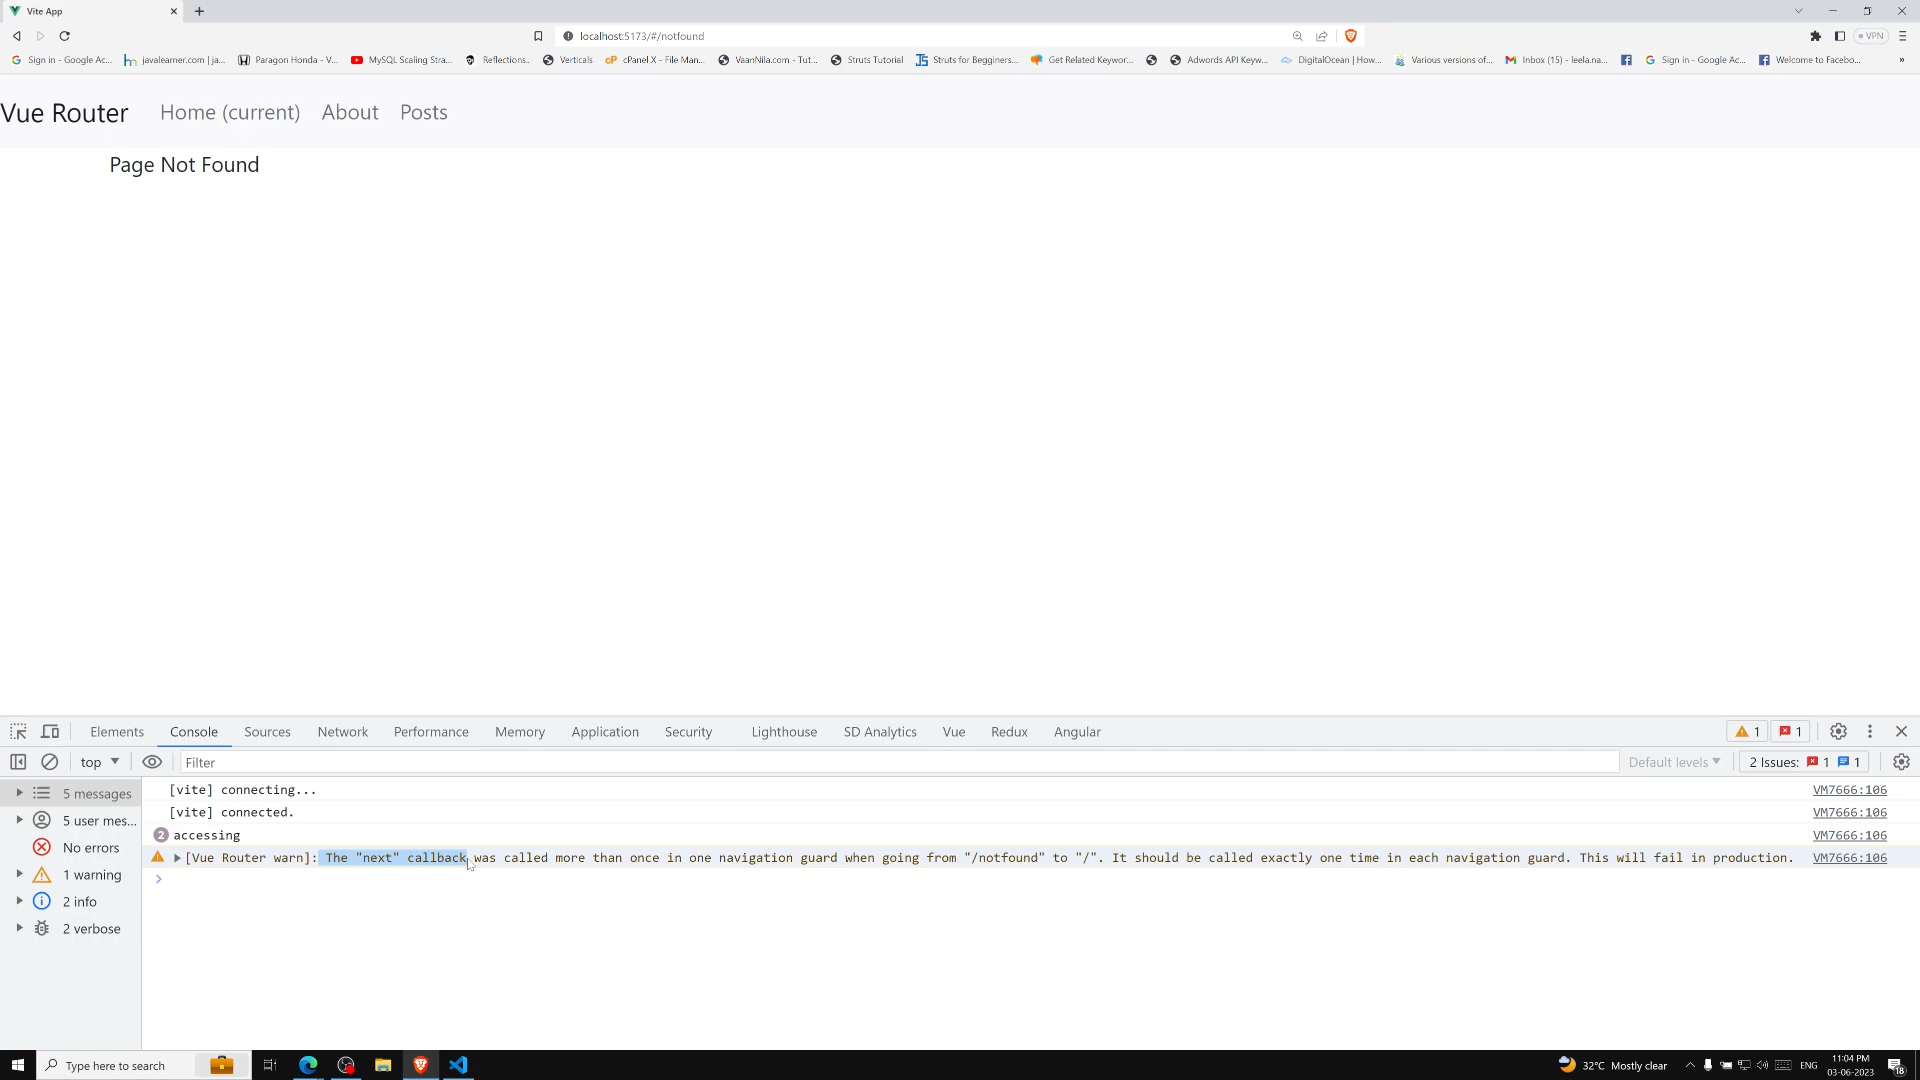 Vite App
localhost:5173/#/notfound
VPN
Sign in - Google Ac...
javalearner.com | ja...
Paragon Honda - V...
MySQL Scaling Stra...
Reflections..
Verticals
cPanel X - File Man...
VaanNila.com - Tut...
Struts Tutorial
Struts for Begginers...
Get Related Keywor...
Adwords API Keyw...
DigitalOcean | How...
Various versions of...
Inbox (15) - leela.na...
Sign in - Google Ac...
Welcome to Facebo...
»
Vue Router
Home (current)
About
Posts
Page Not Found
Elements
Console
Sources
Network
Performance
Memory
Application
Security
Lighthouse
SD Analytics
Vue
Redux
Angular
1
1
top
Filter
Default levels
2 Issues:
1
1
5 messages
5 user mes...
No errors
1 warning
2 info
2 verbose
[vite] connecting... VM7666:106
[vite] connected. VM7666:106
2 accessing VM7666:106
[Vue Router warn]: The "next" callback was called more than once in one navigation guard when going from "/notfound" to "/". It should be called exactly one time in each navigation guard. This will fail in production. VM7666:106
Type here to search
32°C Mostly clear
ENG
11:04 PM
03-06-2023
18